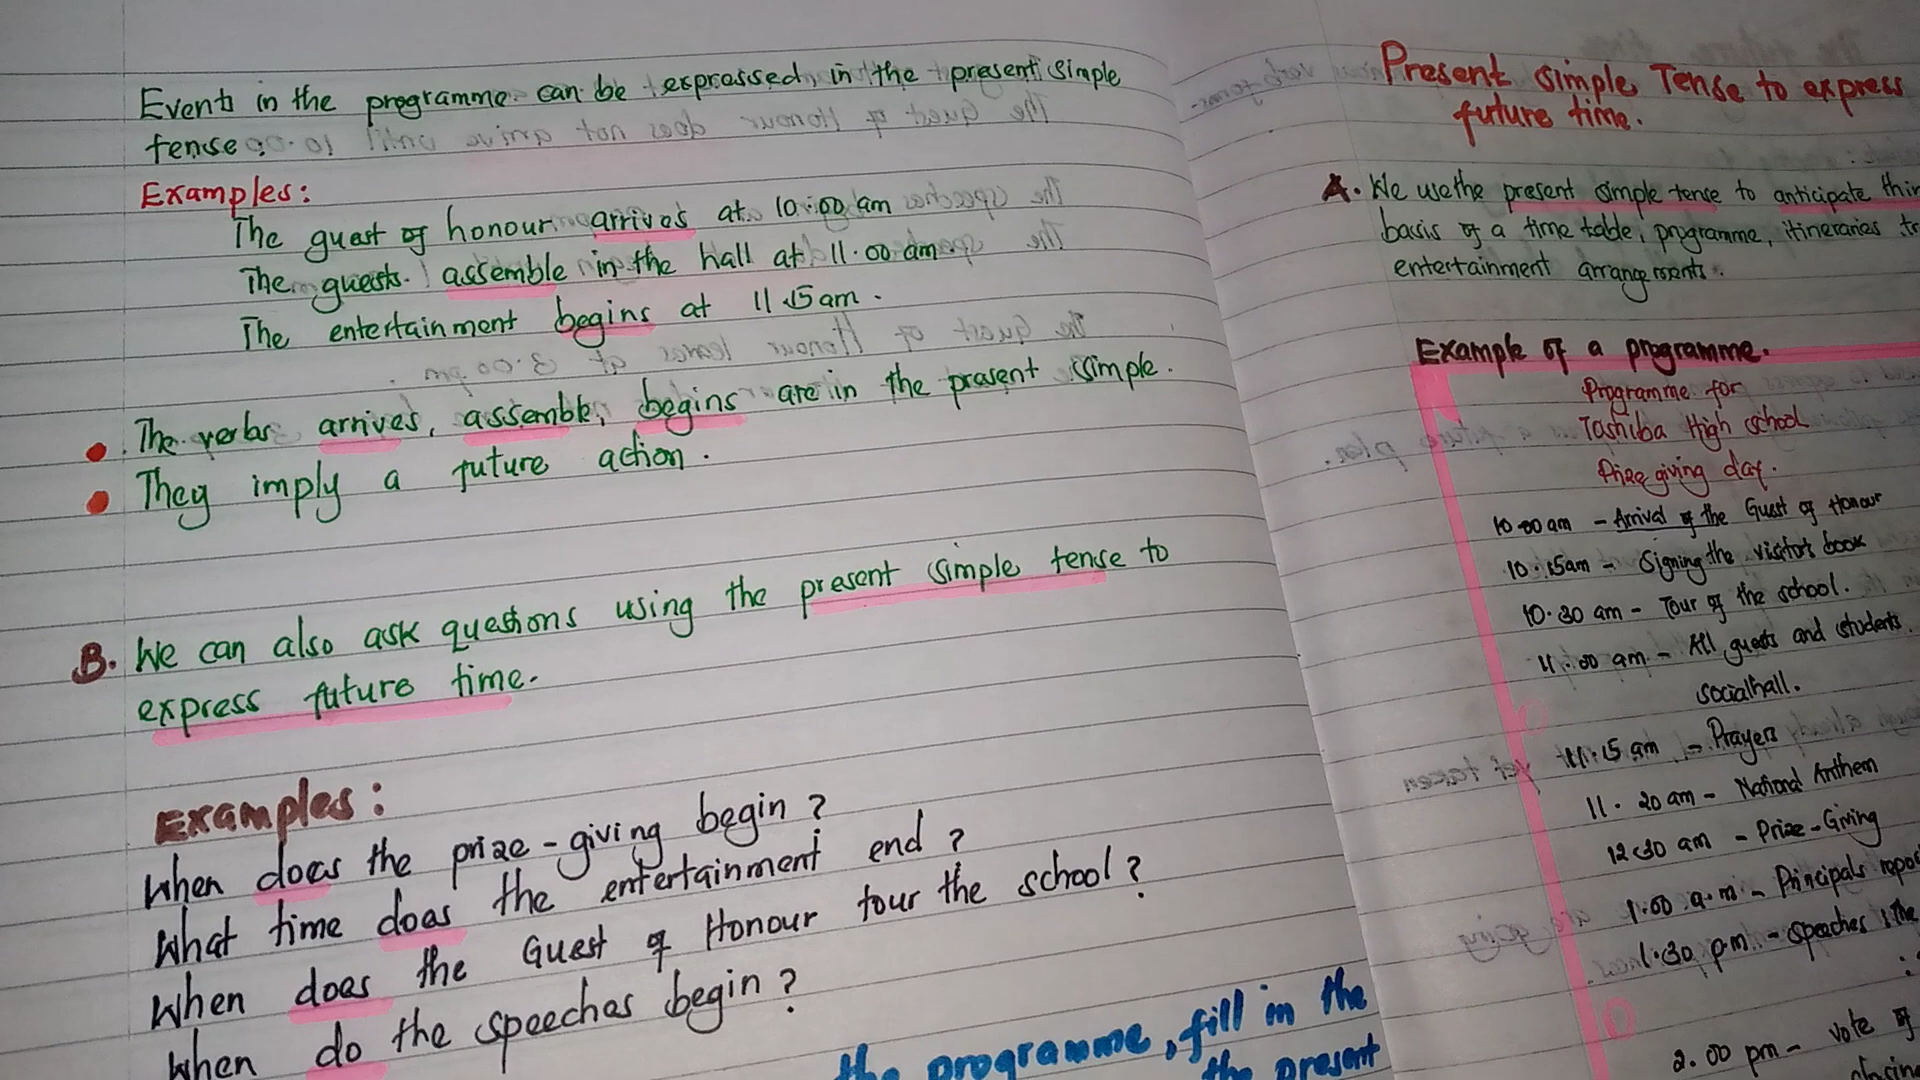 Events in the programme can be expressed in the present simple
tense.
Examples:
The guest of honour arrives at 10:00 am
The guests assemble in the hall at 11.00 am
The entertainment begins at 11.15am.
The verbs arrives, assemble, begins are in the present simple.
They imply a future action.
B. We can also ask questions using the present simple tense to
express future time.
Examples:
When does the prize-giving begin?
What time does the entertainment end?
When does the Guest of Honour tour the school?
When do the speeches begin?
the programme, fill in the
the present
Present simple Tense to express
future time.
A. We use the present simple tense to anticipate
basis of a time table, programme, itineraries
entertainment arrangements.
Example of a programme.
Programme for
Tashiba High school
Prize giving day.
10.00 am - Arrival of the Guest of Honour
10.15am - Signing the visitors book
10.30 am - Tour of the school.
11.00 am - All guests and students
socialhall.
11.15 am - Prayers
11.20 am - National Anthem
12.30 am - Prize-Giving
1.00 a.m - Principals
1.30 p.m. - Speeches
2.00 pm - vote of